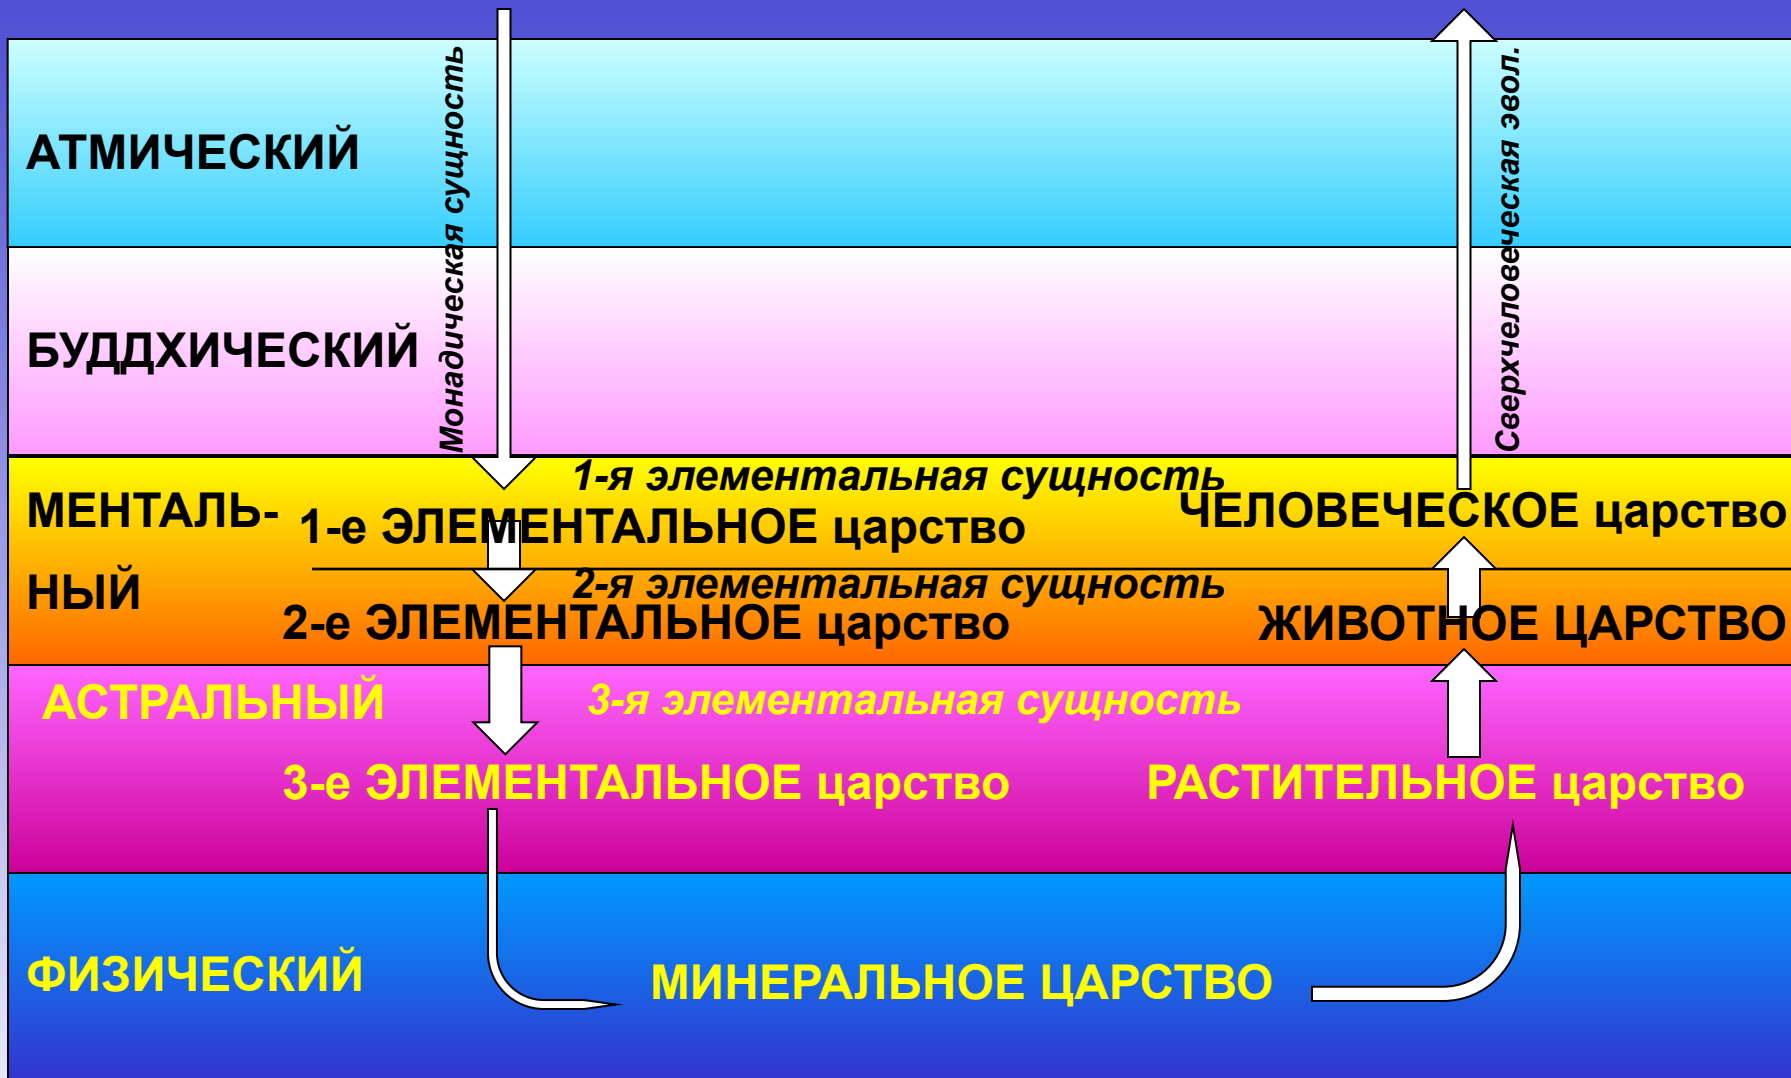 Монадическая сущность
Сверхчеловеческая эвол.
АТМИЧЕСКИЙ
БУДДХИЧЕСКИЙ
МЕНТАЛЬ-
НЫЙ
1-я элементальная сущность
1-е ЭЛЕМЕНТАЛЬНОЕ царство
ЧЕЛОВЕЧЕСКОЕ царство
2-я элементальная сущность
2-е ЭЛЕМЕНТАЛЬНОЕ царство
ЖИВОТНОЕ ЦАРСТВО
АСТРАЛЬНЫЙ
3-я элементальная сущность
3-е ЭЛЕМЕНТАЛЬНОЕ царство
РАСТИТЕЛЬНОЕ царство
ФИЗИЧЕСКИЙ
МИНЕРАЛЬНОЕ ЦАРСТВО